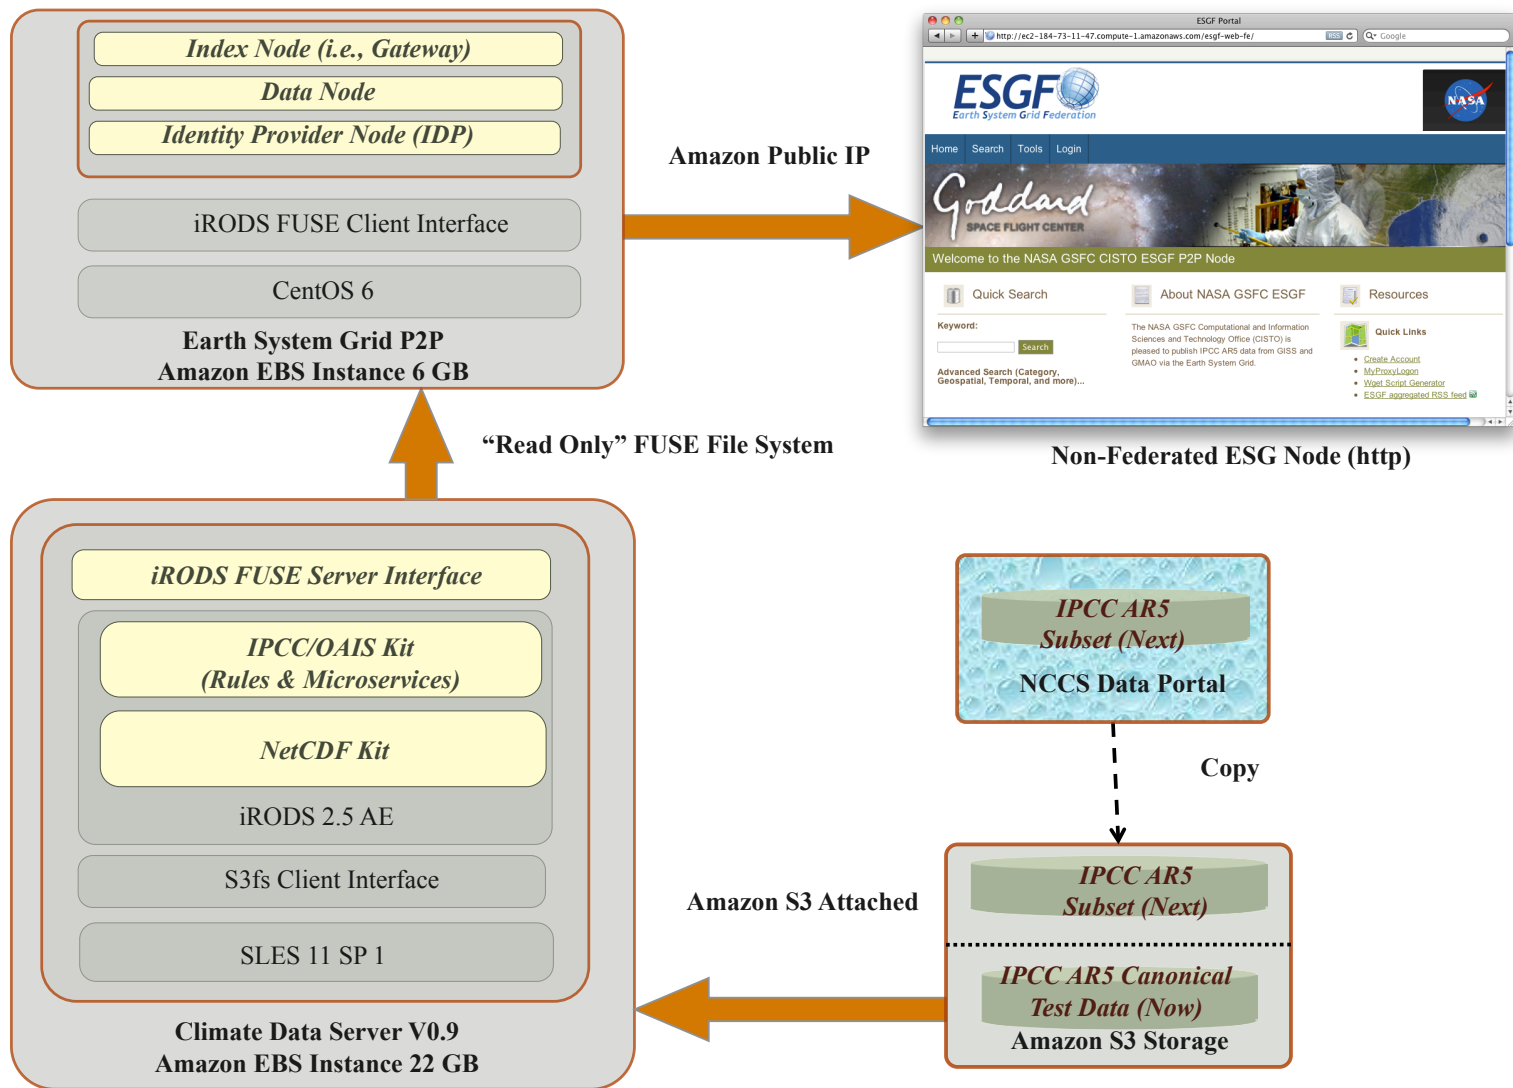 Index Node (i.e., Gateway)
Data Node
Identity Provider Node (IDP)
iRODS FUSE Client Interface
CentOS 6
Earth System Grid P2P
Amazon EBS Instance 6 GB
Amazon Public IP
ESGF Portal
http://ec2-184-73-11-47.compute-1.amazonaws.com/esgf-web-fe/
RSS
Google
ESGF
Earth System Grid Federation
NASA
Home Search Tools Login
Goddard
SPACE FLIGHT CENTER
Welcome to the NASA GSFC CISTO ESGF P2P Node
Quick Search
Keyword:
Search
Advanced Search (Category,
Geospatial, Temporal, and more)...
About NASA GSFC ESGF
The NASA GSFC Computational and Information
Sciences and Technology Office (CISTO) is
pleased to publish IPCC AR5 data from GISS and
GMAO via the Earth System Grid.
Resources
Quick Links
Create Account
MyProxyLogon
Wget Script Generator
ESGF aggregated RSS feed
Non-Federated ESG Node (http)
“Read Only” FUSE File System
iRODS FUSE Server Interface
IPCC/OAIS Kit
(Rules & Microservices)
NetCDF Kit
iRODS 2.5 AE
S3fs Client Interface
SLES 11 SP 1
Climate Data Server V0.9
Amazon EBS Instance 22 GB
IPCC AR5
Subset (Next)
NCCS Data Portal
Copy
Amazon S3 Attached
IPCC AR5
Subset (Next)
IPCC AR5 Canonical
Test Data (Now)
Amazon S3 Storage